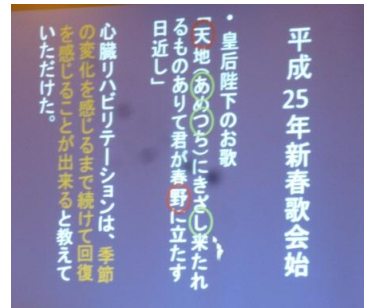 平成25年新春歌会始
・皇后陛下のお歌
「天地(あめつち)にきざし来たれ
るものありて君が春野に立たす
日近し」
心臓リハビリテーションは、季節
の変化を感じるまで続けて回復
を感じることが出来ると教えて
いただけた。